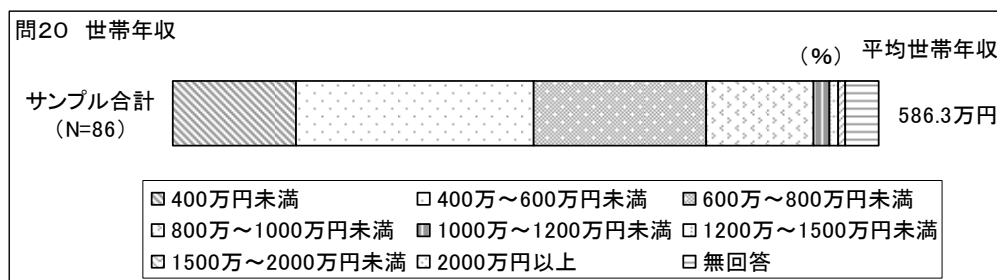 問20 世帯年収
(%) 平均世帯年収
サンプル合計
(N=86)
586.3万円
400万円未満 400万～600万円未満 600万～800万円未満
800万～1000万円未満 1000万～1200万円未満 1200万～1500万円未満
1500万～2000万円未満 2000万円以上 無回答